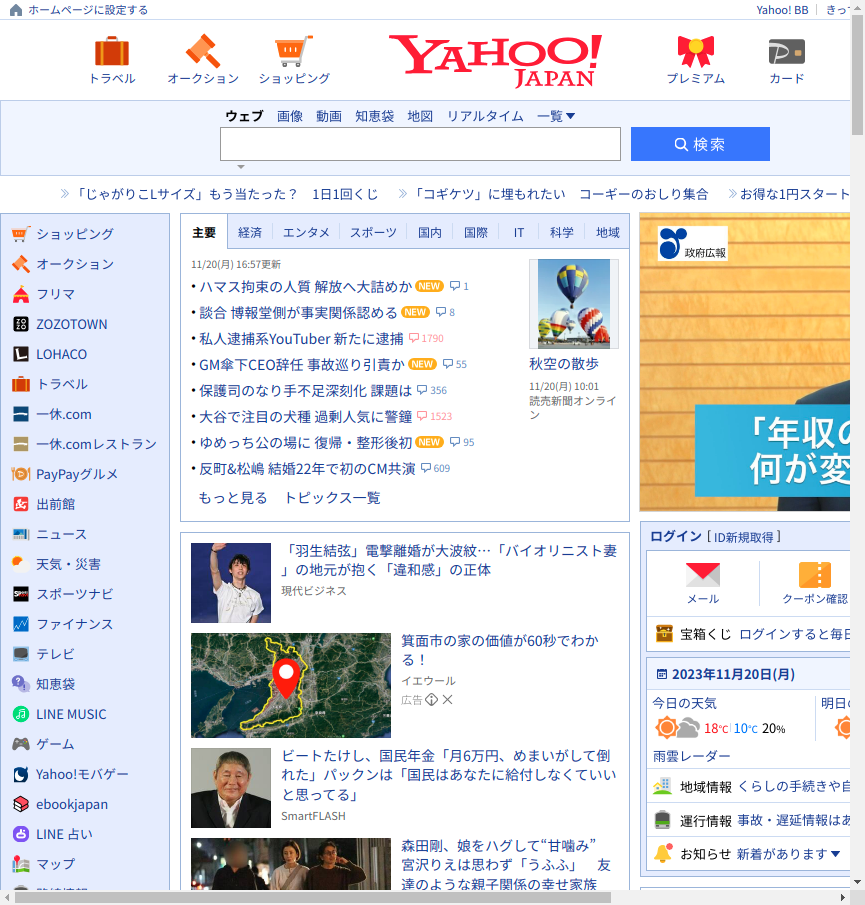 ホームページに設定する
Yahoo! BB
きっ
トラベル
オークション
ショッピング
YAHOO!
JAPAN
プレミアム
カード
ウェブ 画像 動画 知恵袋 地図 リアルタイム 一覧▼
検索
「じゃがりこLサイズ」もう当たった？ 1日1回くじ
「コギケツ」に埋もれたい コーギーのおしり集合
お得な1円スタート
ショッピング
オークション
フリマ
ZOZOTOWN
LOHACO
トラベル
一休.com
一休.comレストラン
PayPayグルメ
出前館
ニュース
天気・災害
スポーツナビ
ファイナンス
テレビ
知恵袋
LINE MUSIC
ゲーム
Yahoo!モバゲー
ebookjapan
LINE 占い
マップ
主要 経済 エンタメ スポーツ 国内 国際 IT 科学 地域
11/20(月) 16:57更新
ハマス拘束の人質 解放へ大詰めか NEW 1
談合 博報堂側が事実関係認める NEW 8
私人逮捕系YouTuber 新たに逮捕 1790
GM傘下CEO辞任 事故巡り引責か NEW 55
保護司のなり手不足深刻化 課題は 356
大谷で注目の犬種 過剰人気に警鐘 1523
ゆめっち公の場に 復帰・整形後初 NEW 95
反町&松嶋 結婚22年で初のCM共演 609
もっと見る トピックス一覧
秋空の散歩
11/20(月) 10:01
読売新聞オンライ
ン
「羽生結弦」電撃離婚が大波紋…「バイオリニスト妻
」の地元が抱く「違和感」の正体
現代ビジネス
箕面市の家の価値が60秒でわか
る！
イエウール
広告
ビートたけし、国民年金「月6万円、めまいがして倒
れた」パックンは「国民はあなたに給付しなくていい
と思ってる」
SmartFLASH
森田剛、娘をハグして“甘噛み”
宮沢りえは思わず「うふふ」 友
達のような親子関係の幸せ家族
政府広報
「年収の
何が変
ログイン [ ID新規取得 ]
メール
クーポン確認
宝箱くじ ログインすると毎日
2023年11月20日(月)
今日の天気
明日
18℃ 10℃ 20%
雨雲レーダー
地域情報 くらしの手続きや自
運行情報 事故・遅延情報はあ
お知らせ 新着があります▼